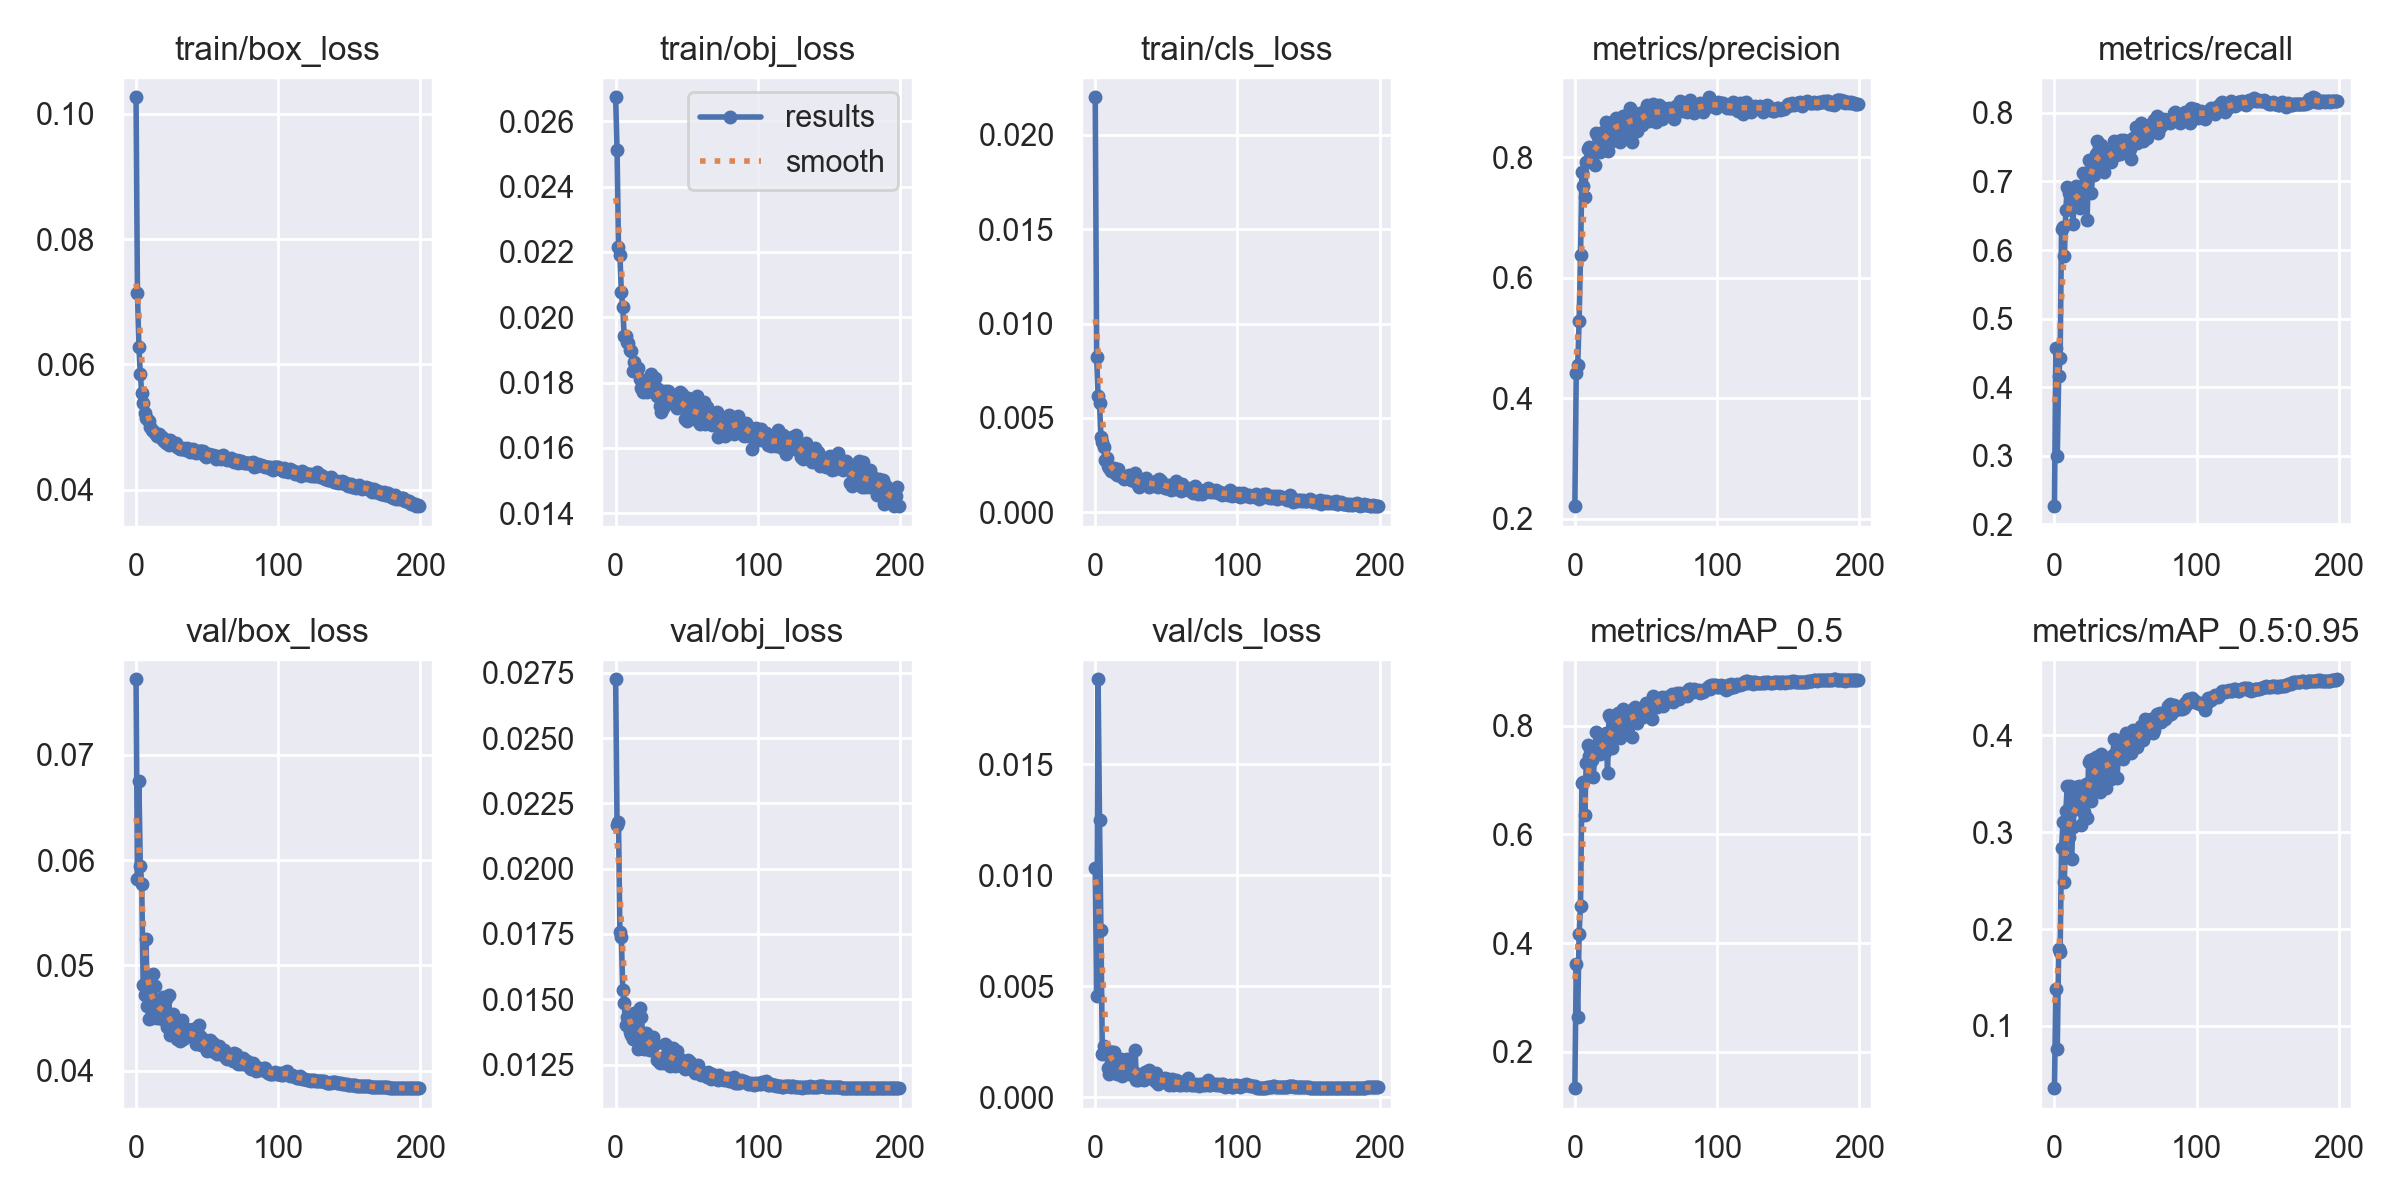 train/box_loss
0.10
0.08
0.06
0.04
0 100 200
train/obj_loss
results
smooth
0.026
0.024
0.022
0.020
0.018
0.016
0.014
0 100 200
train/cls_loss
0.020
0.015
0.010
0.005
0.000
0 100 200
metrics/precision
0.8
0.6
0.4
0.2
0 100 200
metrics/recall
0.8
0.7
0.6
0.5
0.4
0.3
0.2
0 100 200
val/box_loss
0.07
0.06
0.05
0.04
0 100 200
val/obj_loss
0.0275
0.0250
0.0225
0.0200
0.0175
0.0150
0.0125
0 100 200
val/cls_loss
0.015
0.010
0.005
0.000
0 100 200
metrics/mAP_0.5
0.8
0.6
0.4
0.2
0 100 200
metrics/mAP_0.5:0.95
0.4
0.3
0.2
0.1
0 100 200